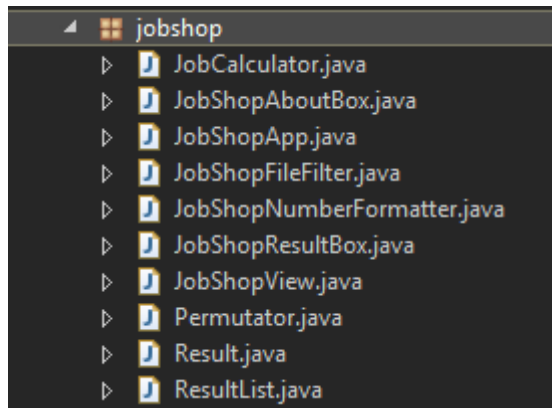 jobshop
JobCalculator.java
JobShopAboutBox.java
JobShopApp.java
JobShopFileFilter.java
JobShopNumberFormatter.java
JobShopResultBox.java
JobShopView.java
Permutator.java
Result.java
ResultList.java